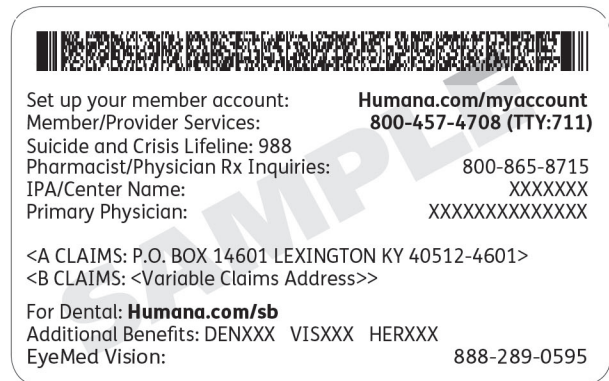 Set up your member account: Humana.com/myaccount
Member/Provider Services: 800-457-4708 (TTY:711)
Suicide and Crisis Lifeline: 988
Pharmacist/Physician Rx Inquiries: 800-865-8715
IPA/Center Name: XXXXXXX
Primary Physician: XXXXXXXXXXXXXX
<A CLAIMS: P.O. BOX 14601 LEXINGTON KY 40512-4601>
<B CLAIMS: <Variable Claims Address>>
For Dental: Humana.com/sb
Additional Benefits: DENXXX VISXXX HERXXX
EyeMed Vision: 888-289-0595
SAMPLE